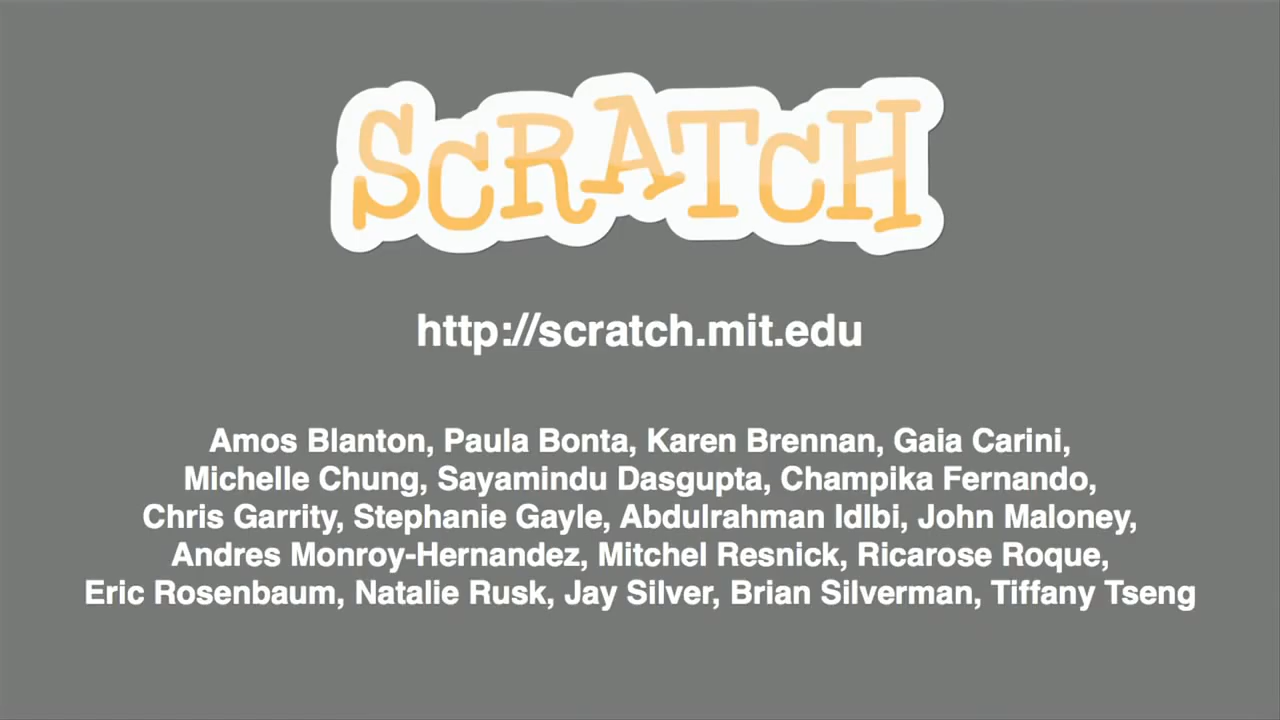 SCRATCH
http://scratch.mit.edu
Amos Blanton, Paula Bonta, Karen Brennan, Gaia Carini,
Michelle Chung, Sayamindu Dasgupta, Champika Fernando,
Chris Garrity, Stephanie Gayle, Abdulrahman Idlbi, John Maloney,
Andres Monroy-Hernandez, Mitchel Resnick, Ricarose Roque,
Eric Rosenbaum, Natalie Rusk, Jay Silver, Brian Silverman, Tiffany Tseng